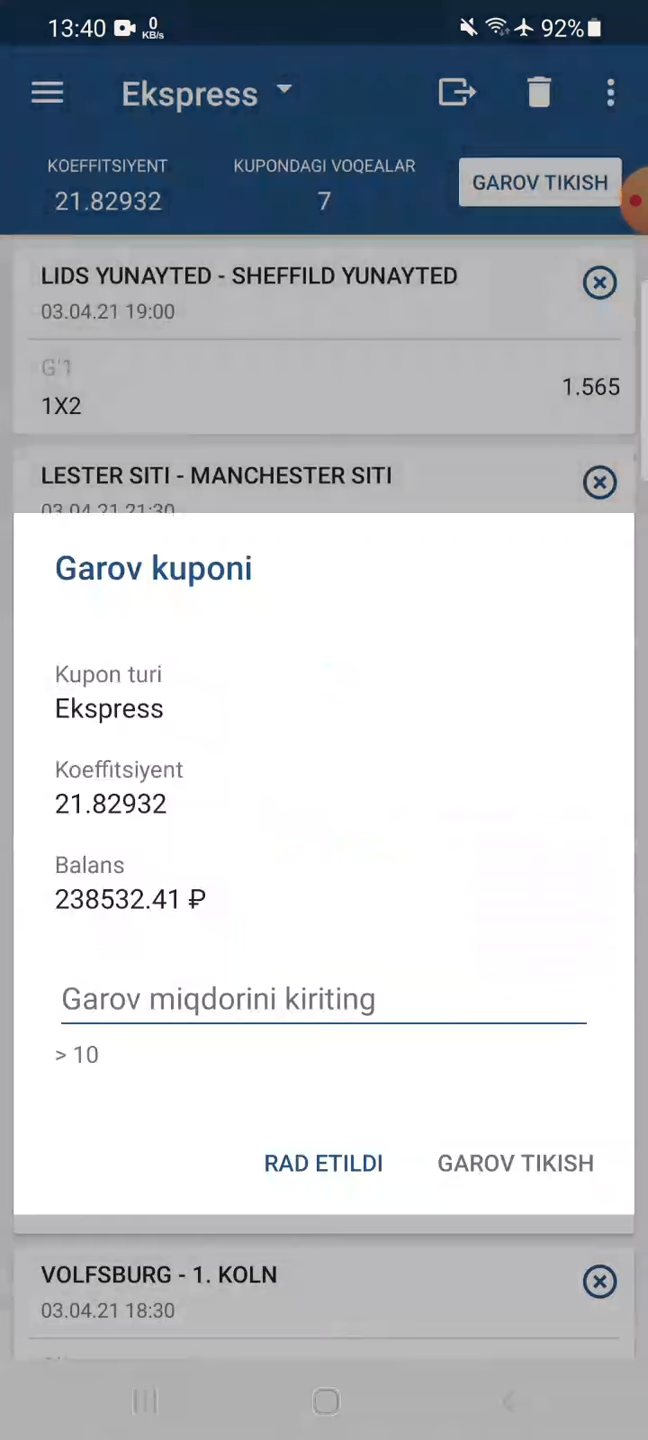 13:40 0 KB/s 92%
Ekspress
KOEFFITSIYENT KUPONDAGI VOQEALAR GAROV TIKISH
21.82932 7
LIDS YUNAYTED - SHEFFILD YUNAYTED
03.04.21 19:00
G'1
1X2 1.565
LESTER SITI - MANCHESTER SITI
03.04.21 21:30
Garov kuponi
Kupon turi
Ekspress
Koeffitsiyent
21.82932
Balans
238532.41 ₽
Garov miqdorini kiriting
> 10
RAD ETILDI GAROV TIKISH
VOLFSBURG - 1. KOLN
03.04.21 18:30